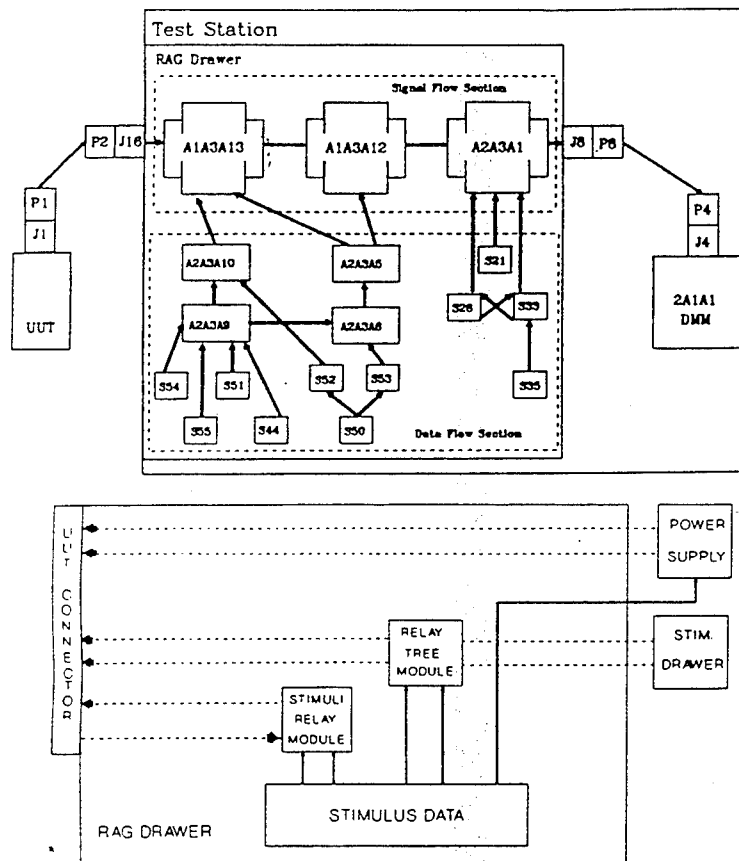 Test Station
RAG Drawer
Signal Flow Section
P2 J16 A1A3A13 A1A3A12 A2A3A1 J8 P8
P1
J1
UUT
P4
J4
2A1A1
DMM
A2A3A10 A2A3A5 S21
A2A3A9 A2A3A6 S26 S33
S54 S51 S52 S53 S35
S55 S44 S50
Data Flow Section
UUT CONNECTOR
POWER
SUPPLY
RELAY
TREE
MODULE
STIM.
DRAWER
STIMULI
RELAY
MODULE
STIMULUS DATA
RAG DRAWER